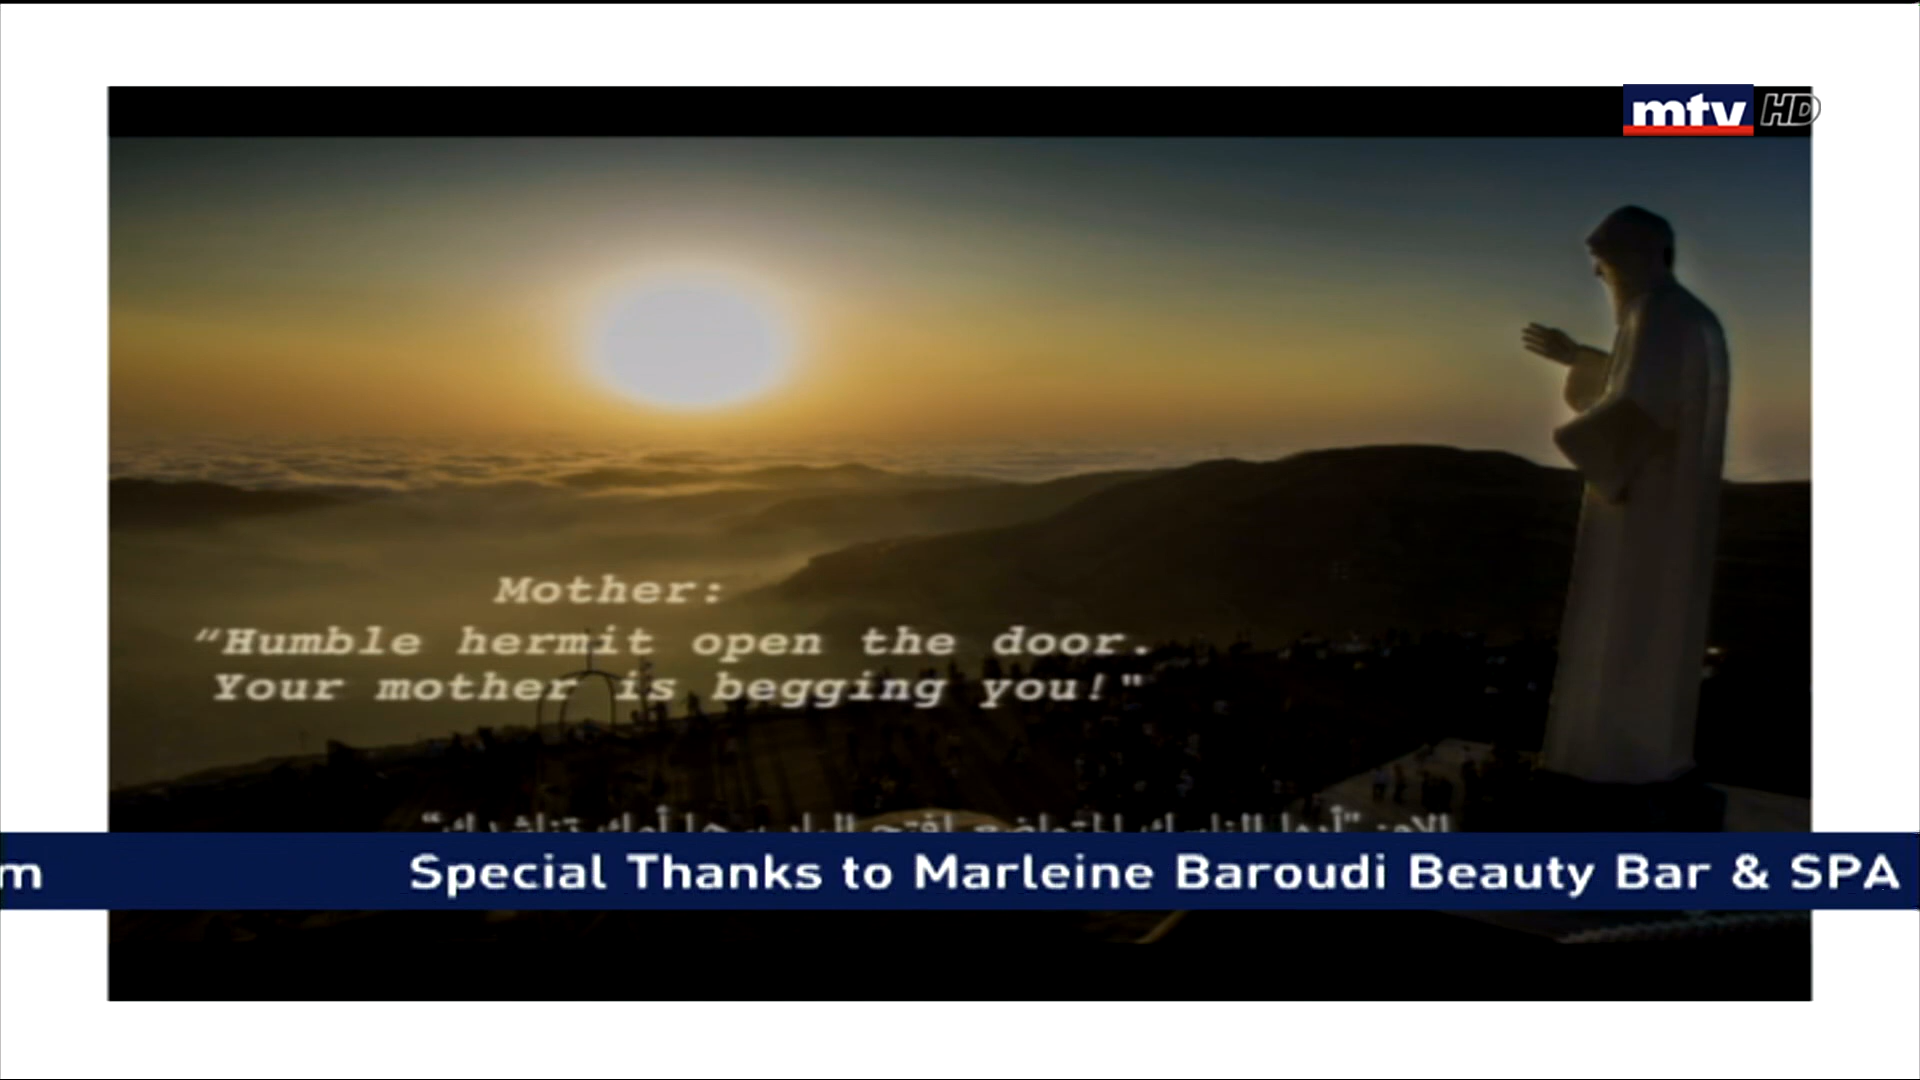 mtv HD
Mother:
“Humble hermit open the door.
Your mother is begging you!"
m Special Thanks to Marleine Baroudi Beauty Bar & SPA